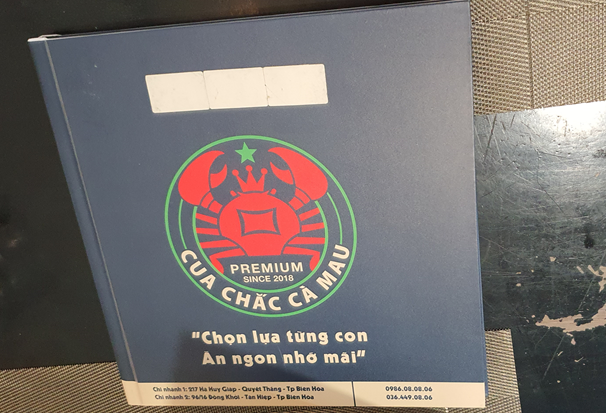 PREMIUM
SINCE 2018
CUA CHẮC CÀ MAU
"Chọn lựa từng con
Ăn ngon nhớ mãi"
Chi nhánh 1: 217 Hà Huy Giáp - Quyết Thắng - Tp Biên Hòa
0986.08.08.06
Chi nhánh 2: 96/16 Đồng Khởi - Tân Hiệp - Tp Biên Hòa
036.449.08.06